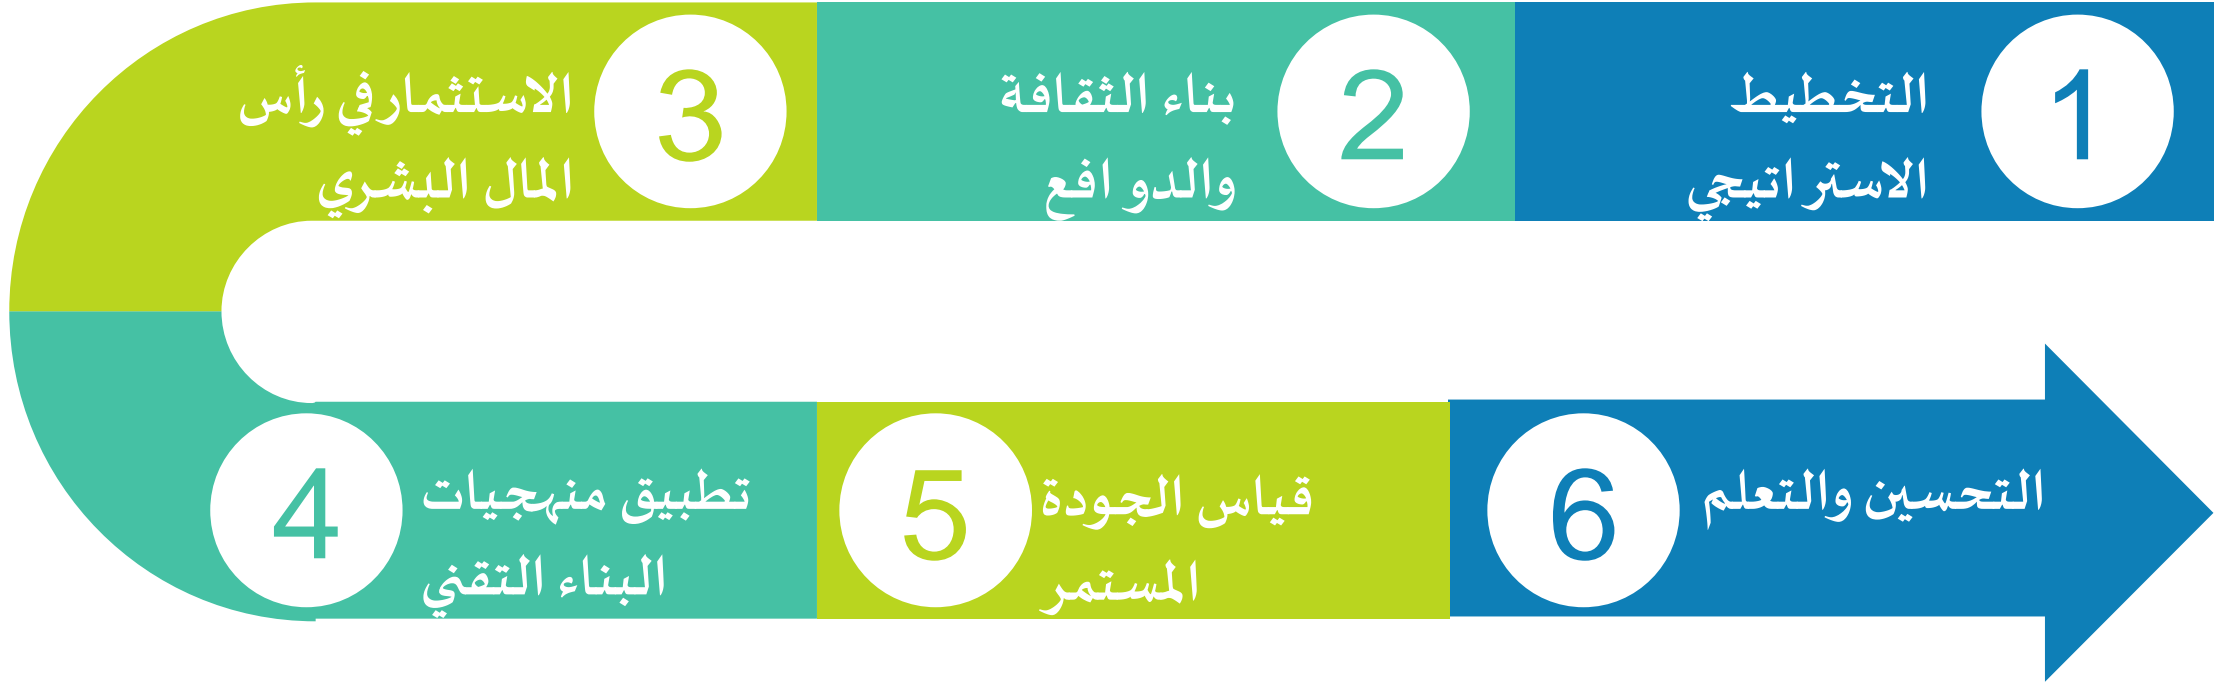 1
التخطيط
الاستراتيجي
2
بناء الثقافة
والدوافع
3
الاستثمار في رأس
المال البشري
4
تطبيق منهجيات
البناء التقني
5
قياس الجودة
المستمر
6
التحسين والتعلم